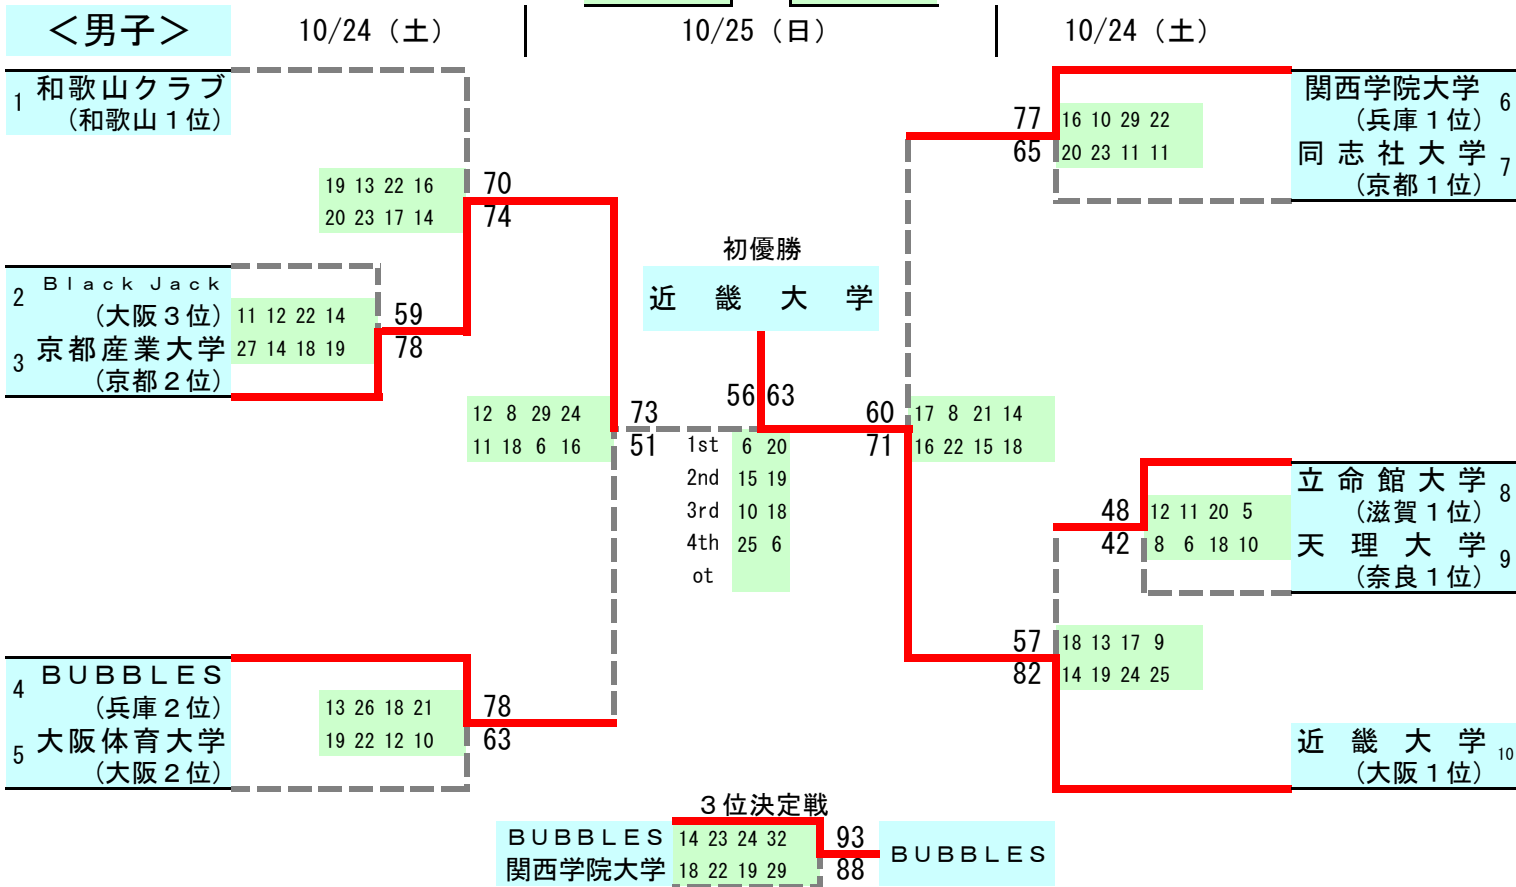 ＜男子＞
10/24（土）
10/25（日）
10/24（土）
1 和歌山クラブ
（和歌山１位）
19 13 22 16
20 23 17 14
70
74
2 Ｂｌａｃｋ Ｊａｃｋ
（大阪３位）
3 京都産業大学
（京都２位）
11 12 22 14
27 14 18 19
59
78
12 8 29 24
11 18 6 16
73
51
4 ＢＵＢＢＬＥＳ
（兵庫２位）
5 大阪体育大学
（大阪２位）
13 26 18 21
19 22 12 10
78
63
初優勝
近畿大学
56 63
1st 6 20
2nd 15 19
3rd 10 18
4th 25 6
ot
77
65
16 10 29 22
20 23 11 11
関西学院大学 6
（兵庫１位）
同志社大学 7
（京都１位）
60
71
17 8 21 14
16 22 15 18
48
42
12 11 20 5
8 6 18 10
立命館大学 8
（滋賀１位）
天理大学 9
（奈良１位）
57
82
18 13 17 9
14 19 24 25
近畿大学 10
（大阪１位）
３位決定戦
ＢＵＢＢＬＥＳ 14 23 24 32 93
関西学院大学 18 22 19 29 88
ＢＵＢＢＬＥＳ